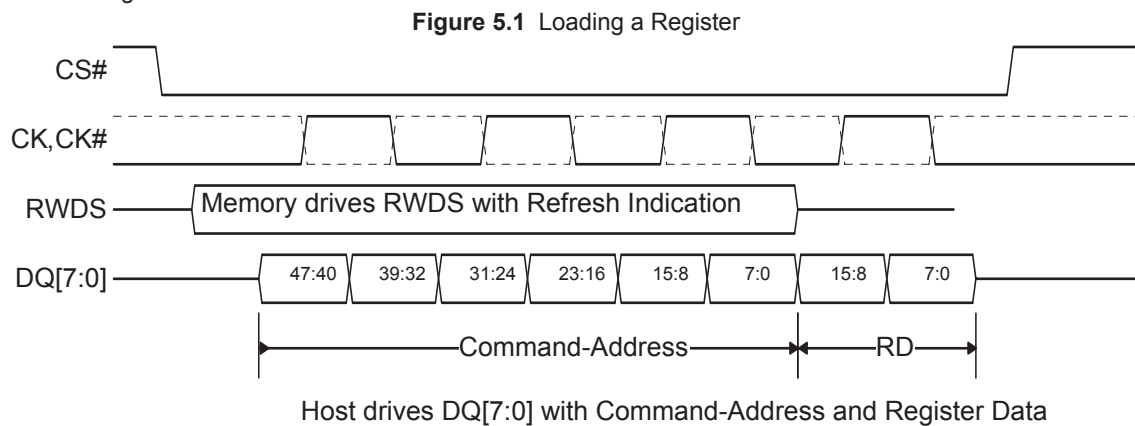 Figure 5.1 Loading a Register
CS#
CK,CK#
RWDS
Memory drives RWDS with Refresh Indication
DQ[7:0]
47:40 39:32 31:24 23:16 15:8 7:0 15:8 7:0
Command-Address RD
Host drives DQ[7:0] with Command-Address and Register Data